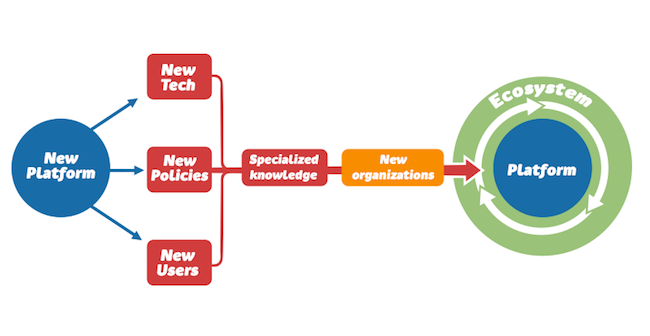 New
Platform
New
Tech
New
Policies
New
Users
Specialized
knowledge
New
organizations
Ecosystem
Platform